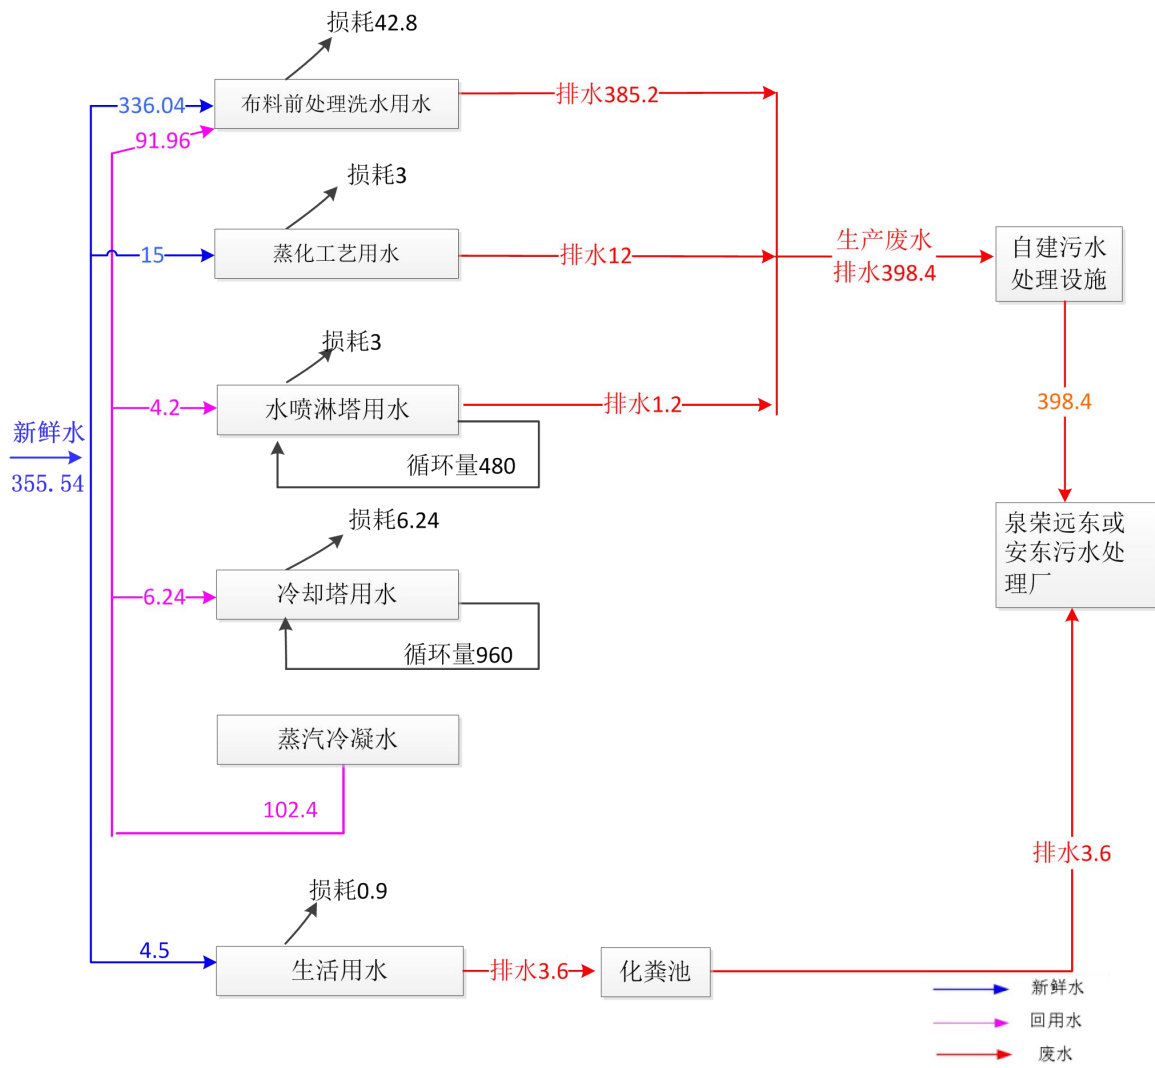 损耗42.8
布料前处理洗水用水
336.04
91.96
排水385.2
损耗3
蒸化工艺用水
15
排水12
生产废水
排水398.4
自建污水
处理设施
损耗3
水喷淋塔用水
4.2
排水1.2
398.4
循环量480
新鲜水
355.54
损耗6.24
冷却塔用水
6.24
循环量960
泉荣远东或
安东污水处
理厂
蒸汽冷凝水
102.4
损耗0.9
4.5
生活用水
排水3.6
化粪池
排水3.6
新鲜水
回用水
废水